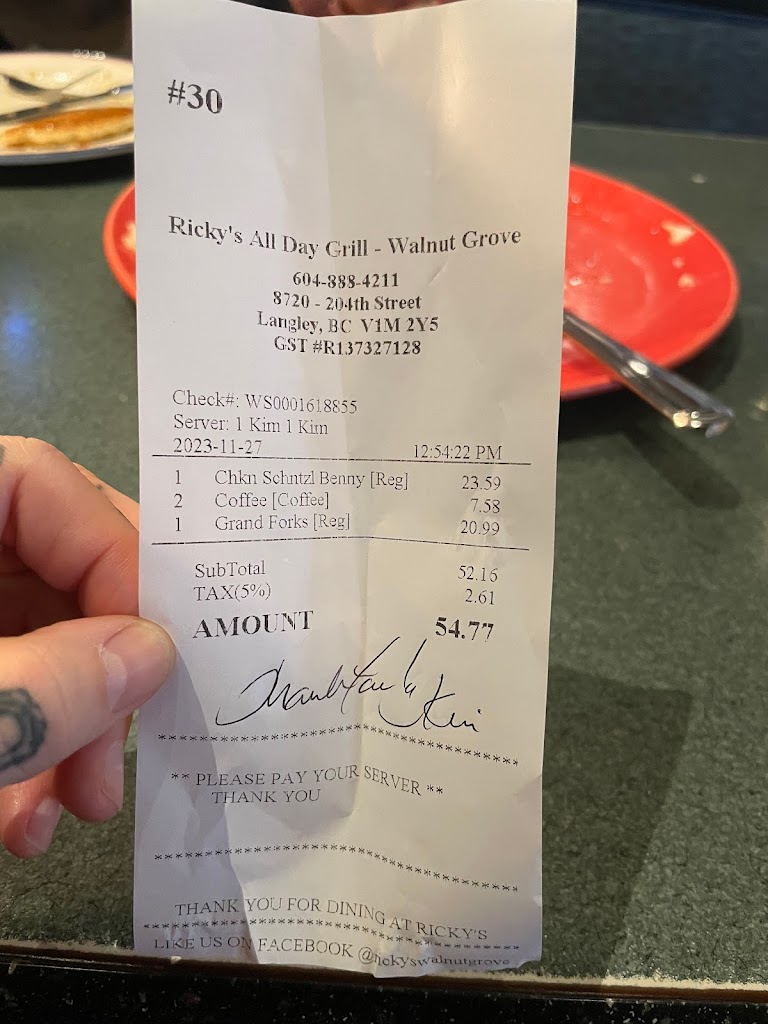 #30
Ricky's All Day Grill - Walnut Grove
604-888-4211
8720 - 204th Street
Langley, BC V1M 2Y5
GST #R137327128
Check#: WS0001618855
Server: 1 Kim 1 Kim
2023-11-27 12:54:22 PM
1 Chkn Schntzl Benny [Reg] 23.59
2 Coffee [Coffee] 7.58
1 Grand Forks [Reg] 20.99
SubTotal 52.16
TAX(5%) 2.61
AMOUNT 54.77
Thank You Kim
*****************************************
** PLEASE PAY YOUR SERVER **
THANK YOU
*****************************************
THANK YOU FOR DINING AT RICKY'S
*****************************************
LIKE US ON FACEBOOK @rickyswalnutgrove